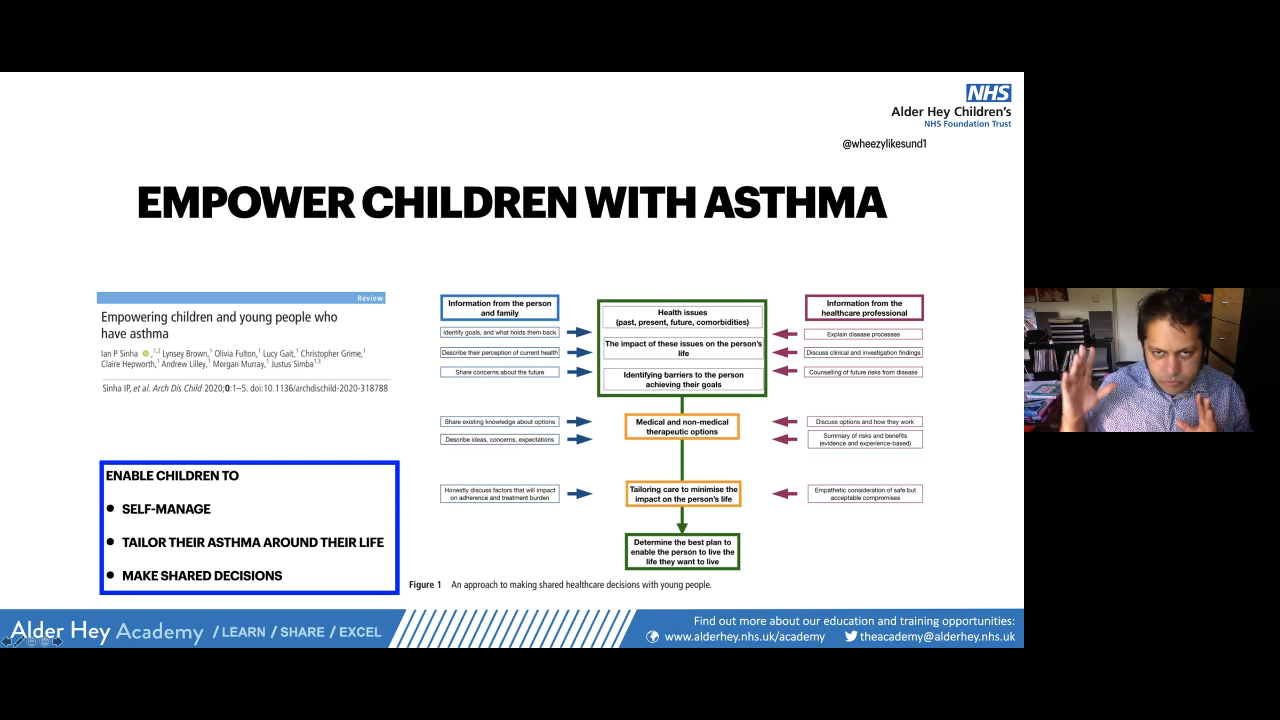 NHS
Alder Hey Children's
NHS Foundation Trust
@wheezylikesund1
EMPOWER CHILDREN WITH ASTHMA
Review
Empowering children and young people who
have asthma
Ian P Sinha ,1,2 Lynsey Brown,1 Olivia Fulton,1 Lucy Gait,1 Christopher Grime,1
Claire Hepworth,1 Andrew Lilley,1 Morgan Murray,1 Justus Simba1,3
Sinha IP, et al. Arch Dis Child 2020;0:1–5. doi:10.1136/archdischild-2020-318788
ENABLE CHILDREN TO
• SELF-MANAGE
• TAILOR THEIR ASTHMA AROUND THEIR LIFE
• MAKE SHARED DECISIONS
Information from the person
and family
Identify goals, and what holds them back
Describe their perception of current health
Share concerns about the future
Share existing knowledge about options
Describe ideas, concerns, expectations
Honestly discuss factors that will impact
on adherence and treatment burden
Health issues
(past, present, future, comorbidities)
The impact of these issues on the person's
life
Identifying barriers to the person
achieving their goals
Medical and non-medical
therapeutic options
Tailoring care to minimise the
impact on the person's life
Determine the best plan to
enable the person to live the
life they want to live
Information from the
healthcare professional
Explain disease processes
Discuss clinical and investigation findings
Counselling of future risks from disease
Discuss options and how they work
Summary of risks and benefits
(evidence and experience-based)
Empathetic consideration of safe but
acceptable compromises
Figure 1 An approach to making shared healthcare decisions with young people.
Alder Hey Academy / LEARN / SHARE / EXCEL
Find out more about our education and training opportunities:
www.alderhey.nhs.uk/academy theacademy@alderhey.nhs.uk